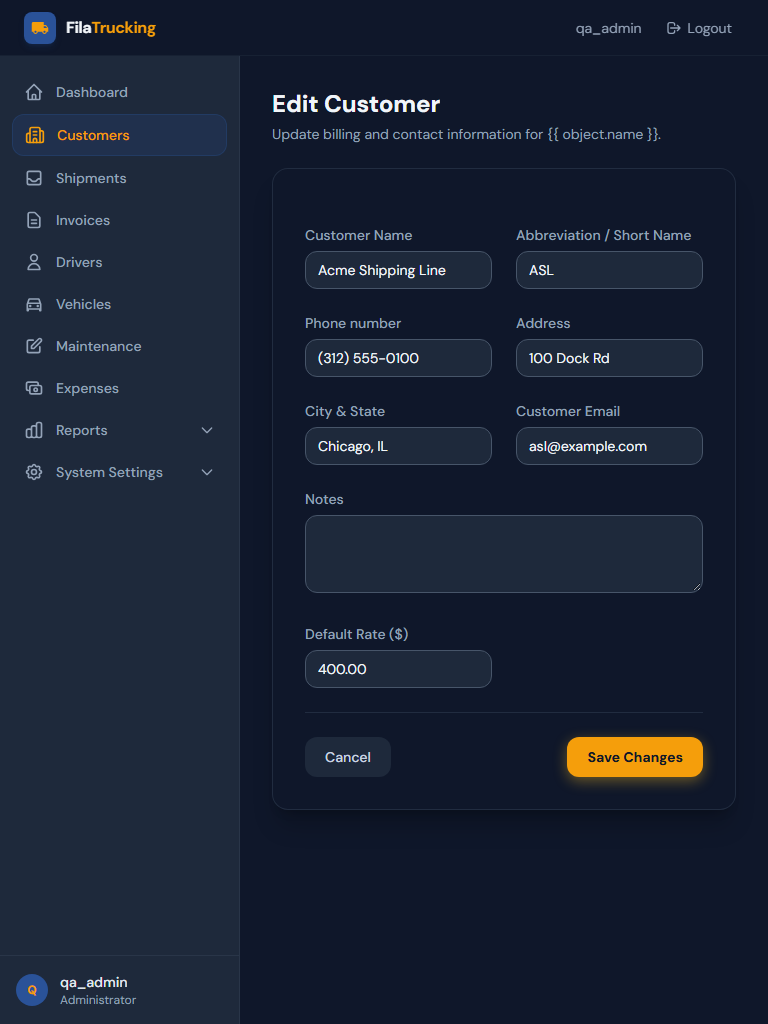 FilaTrucking
qa_admin
Logout
Dashboard
Customers
Shipments
Invoices
Drivers
Vehicles
Maintenance
Expenses
Reports
System Settings
Edit Customer
Update billing and contact information for {{ object.name }}.
Customer Name
Abbreviation / Short Name
Acme Shipping Line
ASL
Phone number
Address
(312) 555-0100
100 Dock Rd
City & State
Customer Email
Chicago, IL
asl@example.com
Notes
Default Rate ($)
400.00
Cancel
Save Changes
Q
qa_admin
Administrator